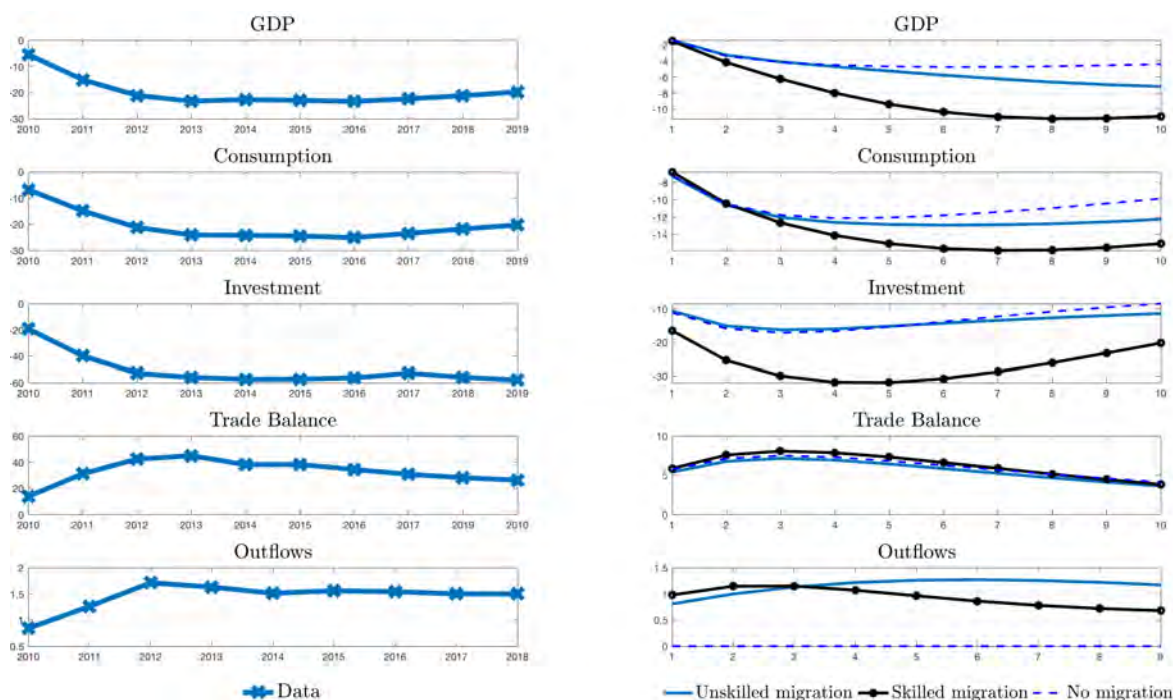 GDP
0
-10
-20
-30
2010 2011 2012 2013 2014 2015 2016 2017 2018 2019
Consumption
0
-10
-20
-30
2010 2011 2012 2013 2014 2015 2016 2017 2018 2019
Investment
0
-20
-40
-60
2010 2011 2012 2013 2014 2015 2016 2017 2018 2019
Trade Balance
60
40
20
0
2010 2011 2012 2013 2014 2015 2016 2017 2018 2010
Outflows
2
1.5
1
0.5
2010 2011 2012 2013 2014 2015 2016 2017 2018
Data
GDP
-2
-4
-6
-8
-10
1 2 3 4 5 6 7 8 9 10
Consumption
-8
-10
-12
-14
1 2 3 4 5 6 7 8 9 10
Investment
-10
-20
-30
1 2 3 4 5 6 7 8 9 10
Trade Balance
10
5
0
1 2 3 4 5 6 7 8 9 10
Outflows
1.5
1
0.5
0
1 2 3 4 5 6 7 8 9
Unskilled migration Skilled migration No migration